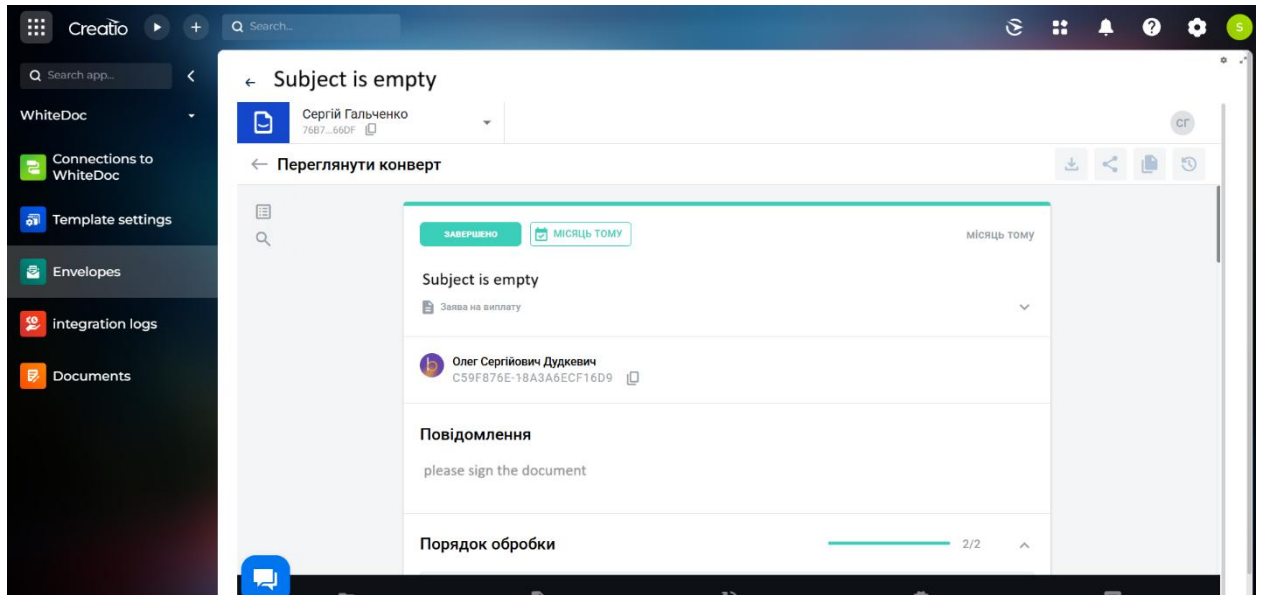 Creatio
Search...
S
Search app...
WhiteDoc
Connections to
WhiteDoc
Template settings
Envelopes
integration logs
Documents
Subject is empty
Сергій Гальченко
76B7...66DF
СГ
Переглянути конверт
ЗАВЕРШЕНО
МІСЯЦЬ ТОМУ
МІСЯЦЬ ТОМУ
Subject is empty
Заява на виплату
Олег Сергійович Дудкевич
C59F876E-18A3A6ECF16D9
Повідомлення
please sign the document
Порядок обробки
2/2